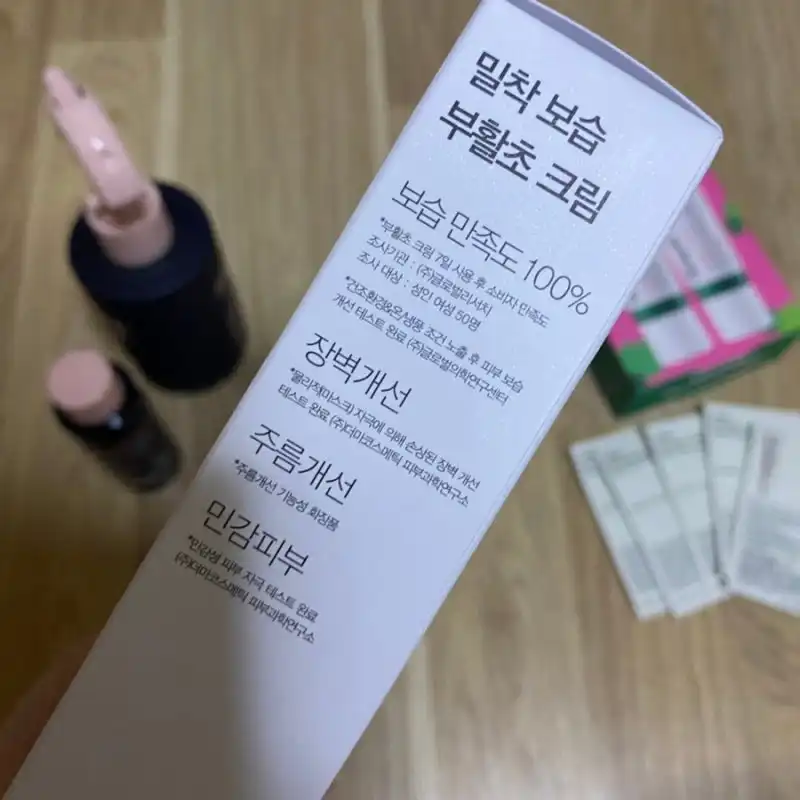 밀착 보습
부활초 크림
보습 만족도 100%
*부활초 크림 7일 사용 후 소비자 만족도
조사기관 : (주)글로벌리서치
조사 대상 : 성인 여성 50명
*건조환경&온/냉풍 조건 노출 후 피부 보습
개선 테스트 완료 (주)글로벌의학연구센터
장벽개선
*물리적(마스크) 자극에 의해 손상된 장벽 개선
테스트 완료 (주)더마코스메틱 피부과학연구소
주름개선
*주름개선 기능성 화장품
민감피부
*민감성 피부 자극 테스트 완료
(주)더마코스메틱 피부과학연구소